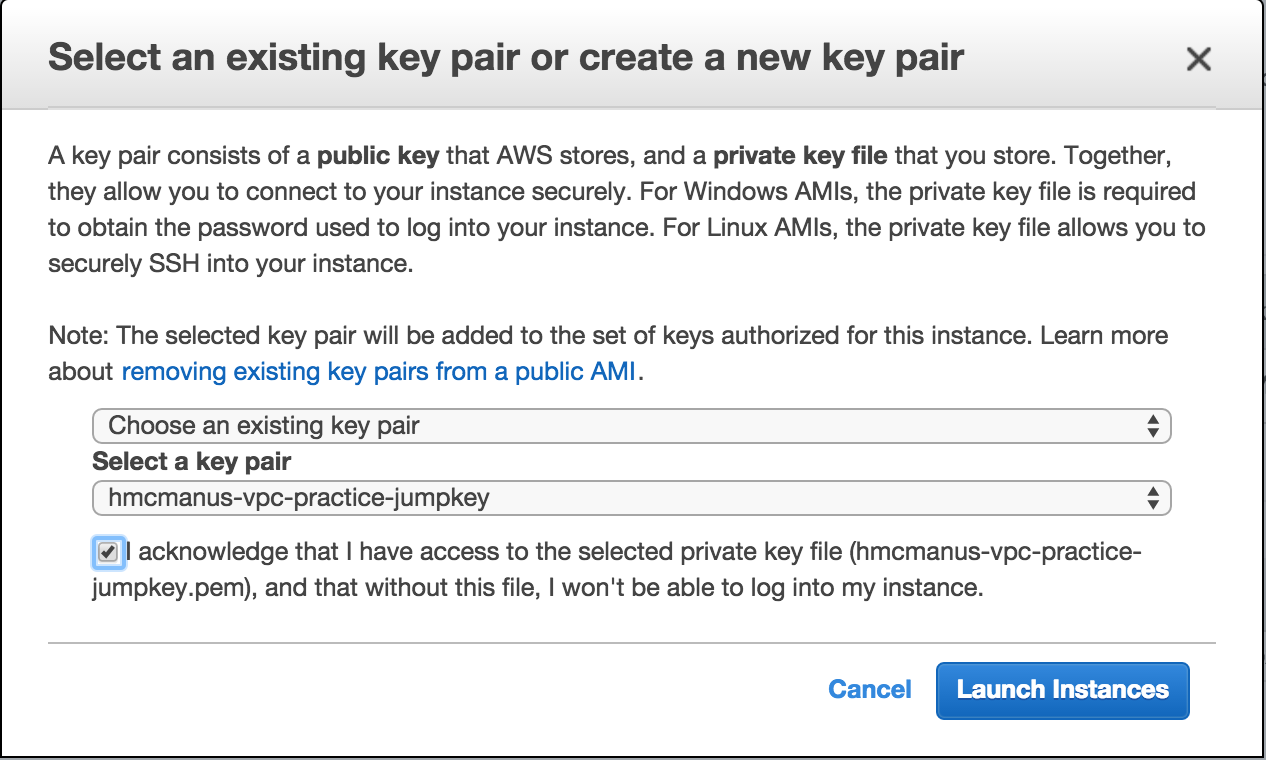 Select an existing key pair or create a new key pair
A key pair consists of a public key that AWS stores, and a private key file that you store. Together,
they allow you to connect to your instance securely. For Windows AMIs, the private key file is required
to obtain the password used to log into your instance. For Linux AMIs, the private key file allows you to
securely SSH into your instance.
Note: The selected key pair will be added to the set of keys authorized for this instance. Learn more
about removing existing key pairs from a public AMI.
Choose an existing key pair
Select a key pair
hmcmanus-vpc-practice-jumpkey
I acknowledge that I have access to the selected private key file (hmcmanus-vpc-practice-
jumpkey.pem), and that without this file, I won't be able to log into my instance.
Cancel Launch Instances